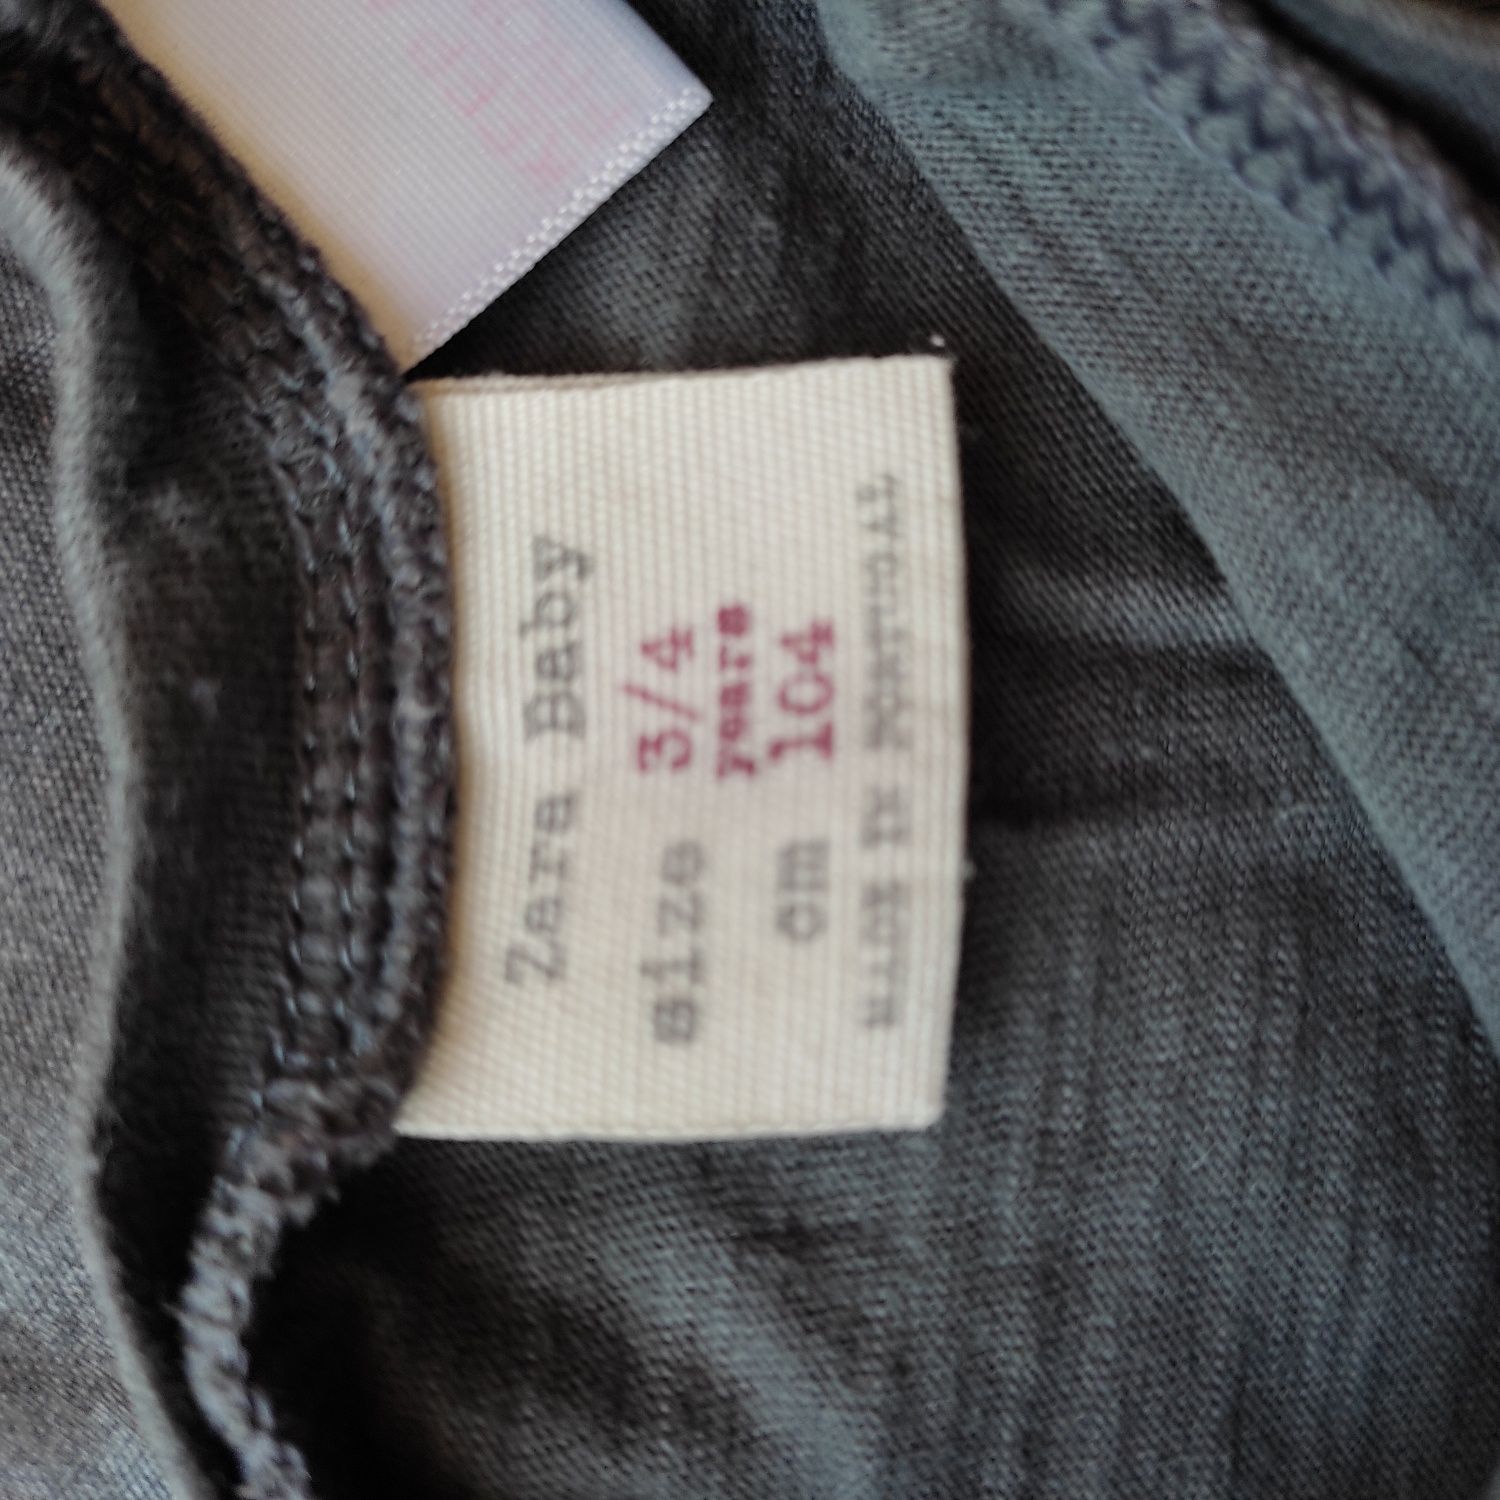 Zara Baby
size 3/4
years
cm 104
MADE IN PORTUGAL